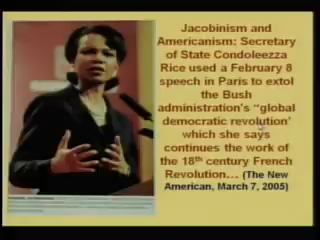 Jacobinism and
Americanism: Secretary
of State Condoleezza
Rice used a February 8
speech in Paris to extol
the Bush
administration's “global
democratic revolution’
which she says
continues the work of
the 18th century French
Revolution… (The New
American, March 7, 2005)